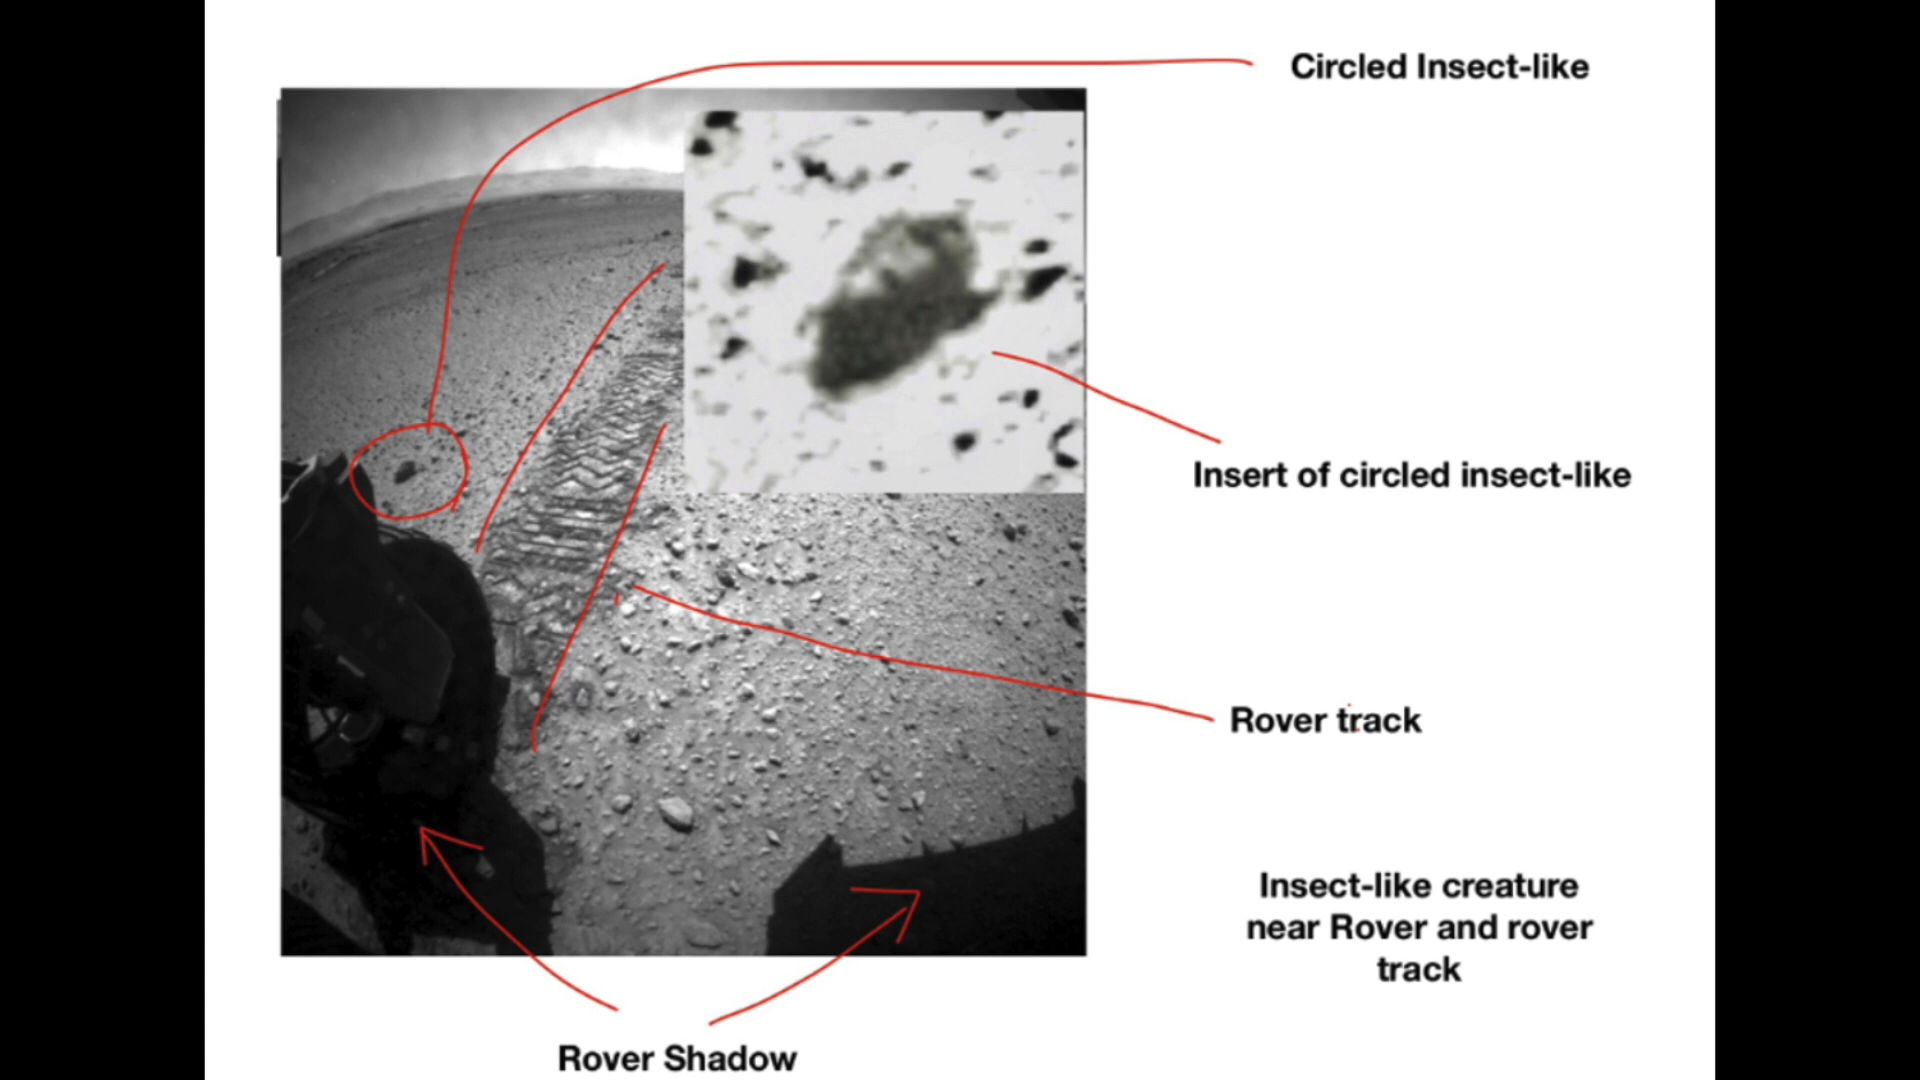 Circled Insect-like
Insert of circled insect-like
Rover track
Insect-like creature
near Rover and rover
track
Rover Shadow